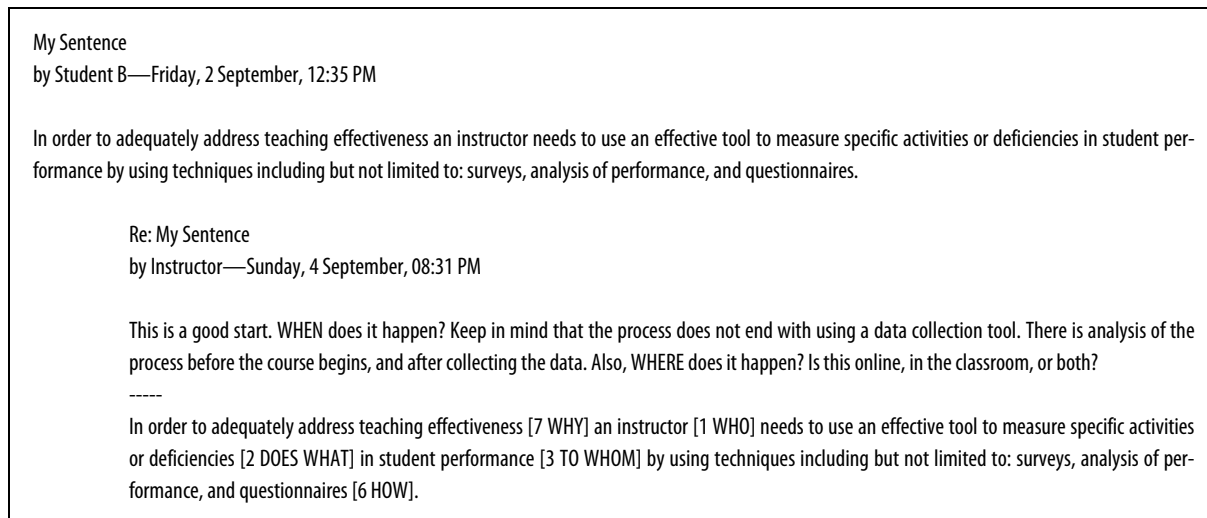 My Sentence
by Student B—Friday, 2 September, 12:35 PM
In order to adequately address teaching effectiveness an instructor needs to use an effective tool to measure specific activities or deficiencies in student per-
formance by using techniques including but not limited to: surveys, analysis of performance, and questionnaires.
Re: My Sentence
by Instructor—Sunday, 4 September, 08:31 PM
This is a good start. WHEN does it happen? Keep in mind that the process does not end with using a data collection tool. There is analysis of the
process before the course begins, and after collecting the data. Also, WHERE does it happen? Is this online, in the classroom, or both?
-----
In order to adequately address teaching effectiveness [7 WHY] an instructor [1 WHO] needs to use an effective tool to measure specific activities
or deficiencies [2 DOES WHAT] in student performance [3 TO WHOM] by using techniques including but not limited to: surveys, analysis of per-
formance, and questionnaires [6 HOW].